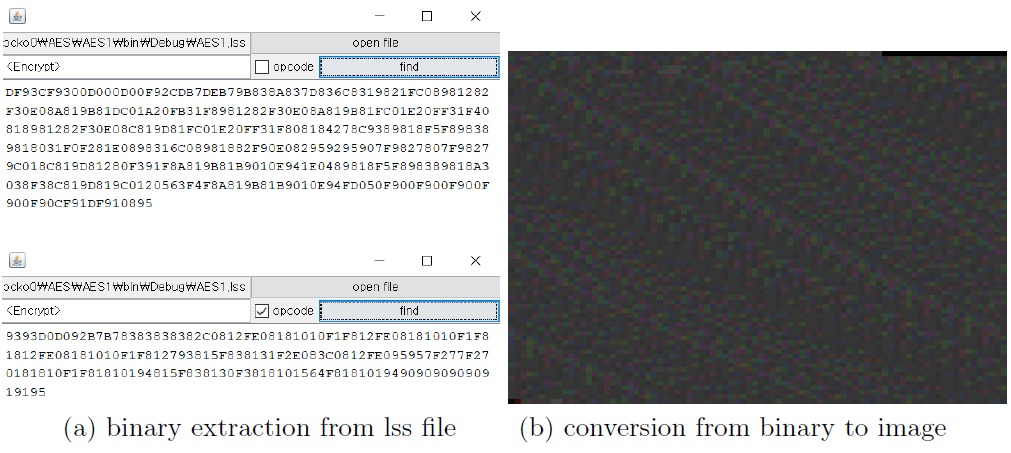 ocko0₩AES₩AES1₩bin₩Debug₩AES1.lss open file
<Encrypt> opcode find
DF93CF9300D000D00F92CDB7DEB79B838A837D836C8319821FC08981282
F30E08A819B81DC01A20FB31F8981282F30E08A819B81FC01E20FF31F40
818981282F30E08C819D81FC01E20FF31F808184278C9389818F5F89838
9818031F0F281E0898316C08981882F90E082959295907F9827807F9827
9C018C819D81280F391F8A819B81B9010E941E0489818F5F898389818A3
038F38C819D819C0120563F4F8A819B81B9010E94FD050F900F900F900F
900F90CF91DF910895
ocko0₩AES₩AES1₩bin₩Debug₩AES1.lss open file
<Encrypt> opcode find
9393D0D092B7B78383838382C0812FE08181010F1F812FE08181010F1F8
1812FE08181010F1F812793815F838131F2E083C0812FE095957F277F27
0181810F1F81810194815F838130F3818101564F8181019490909090909
19195
(a) binary extraction from lss file
(b) conversion from binary to image